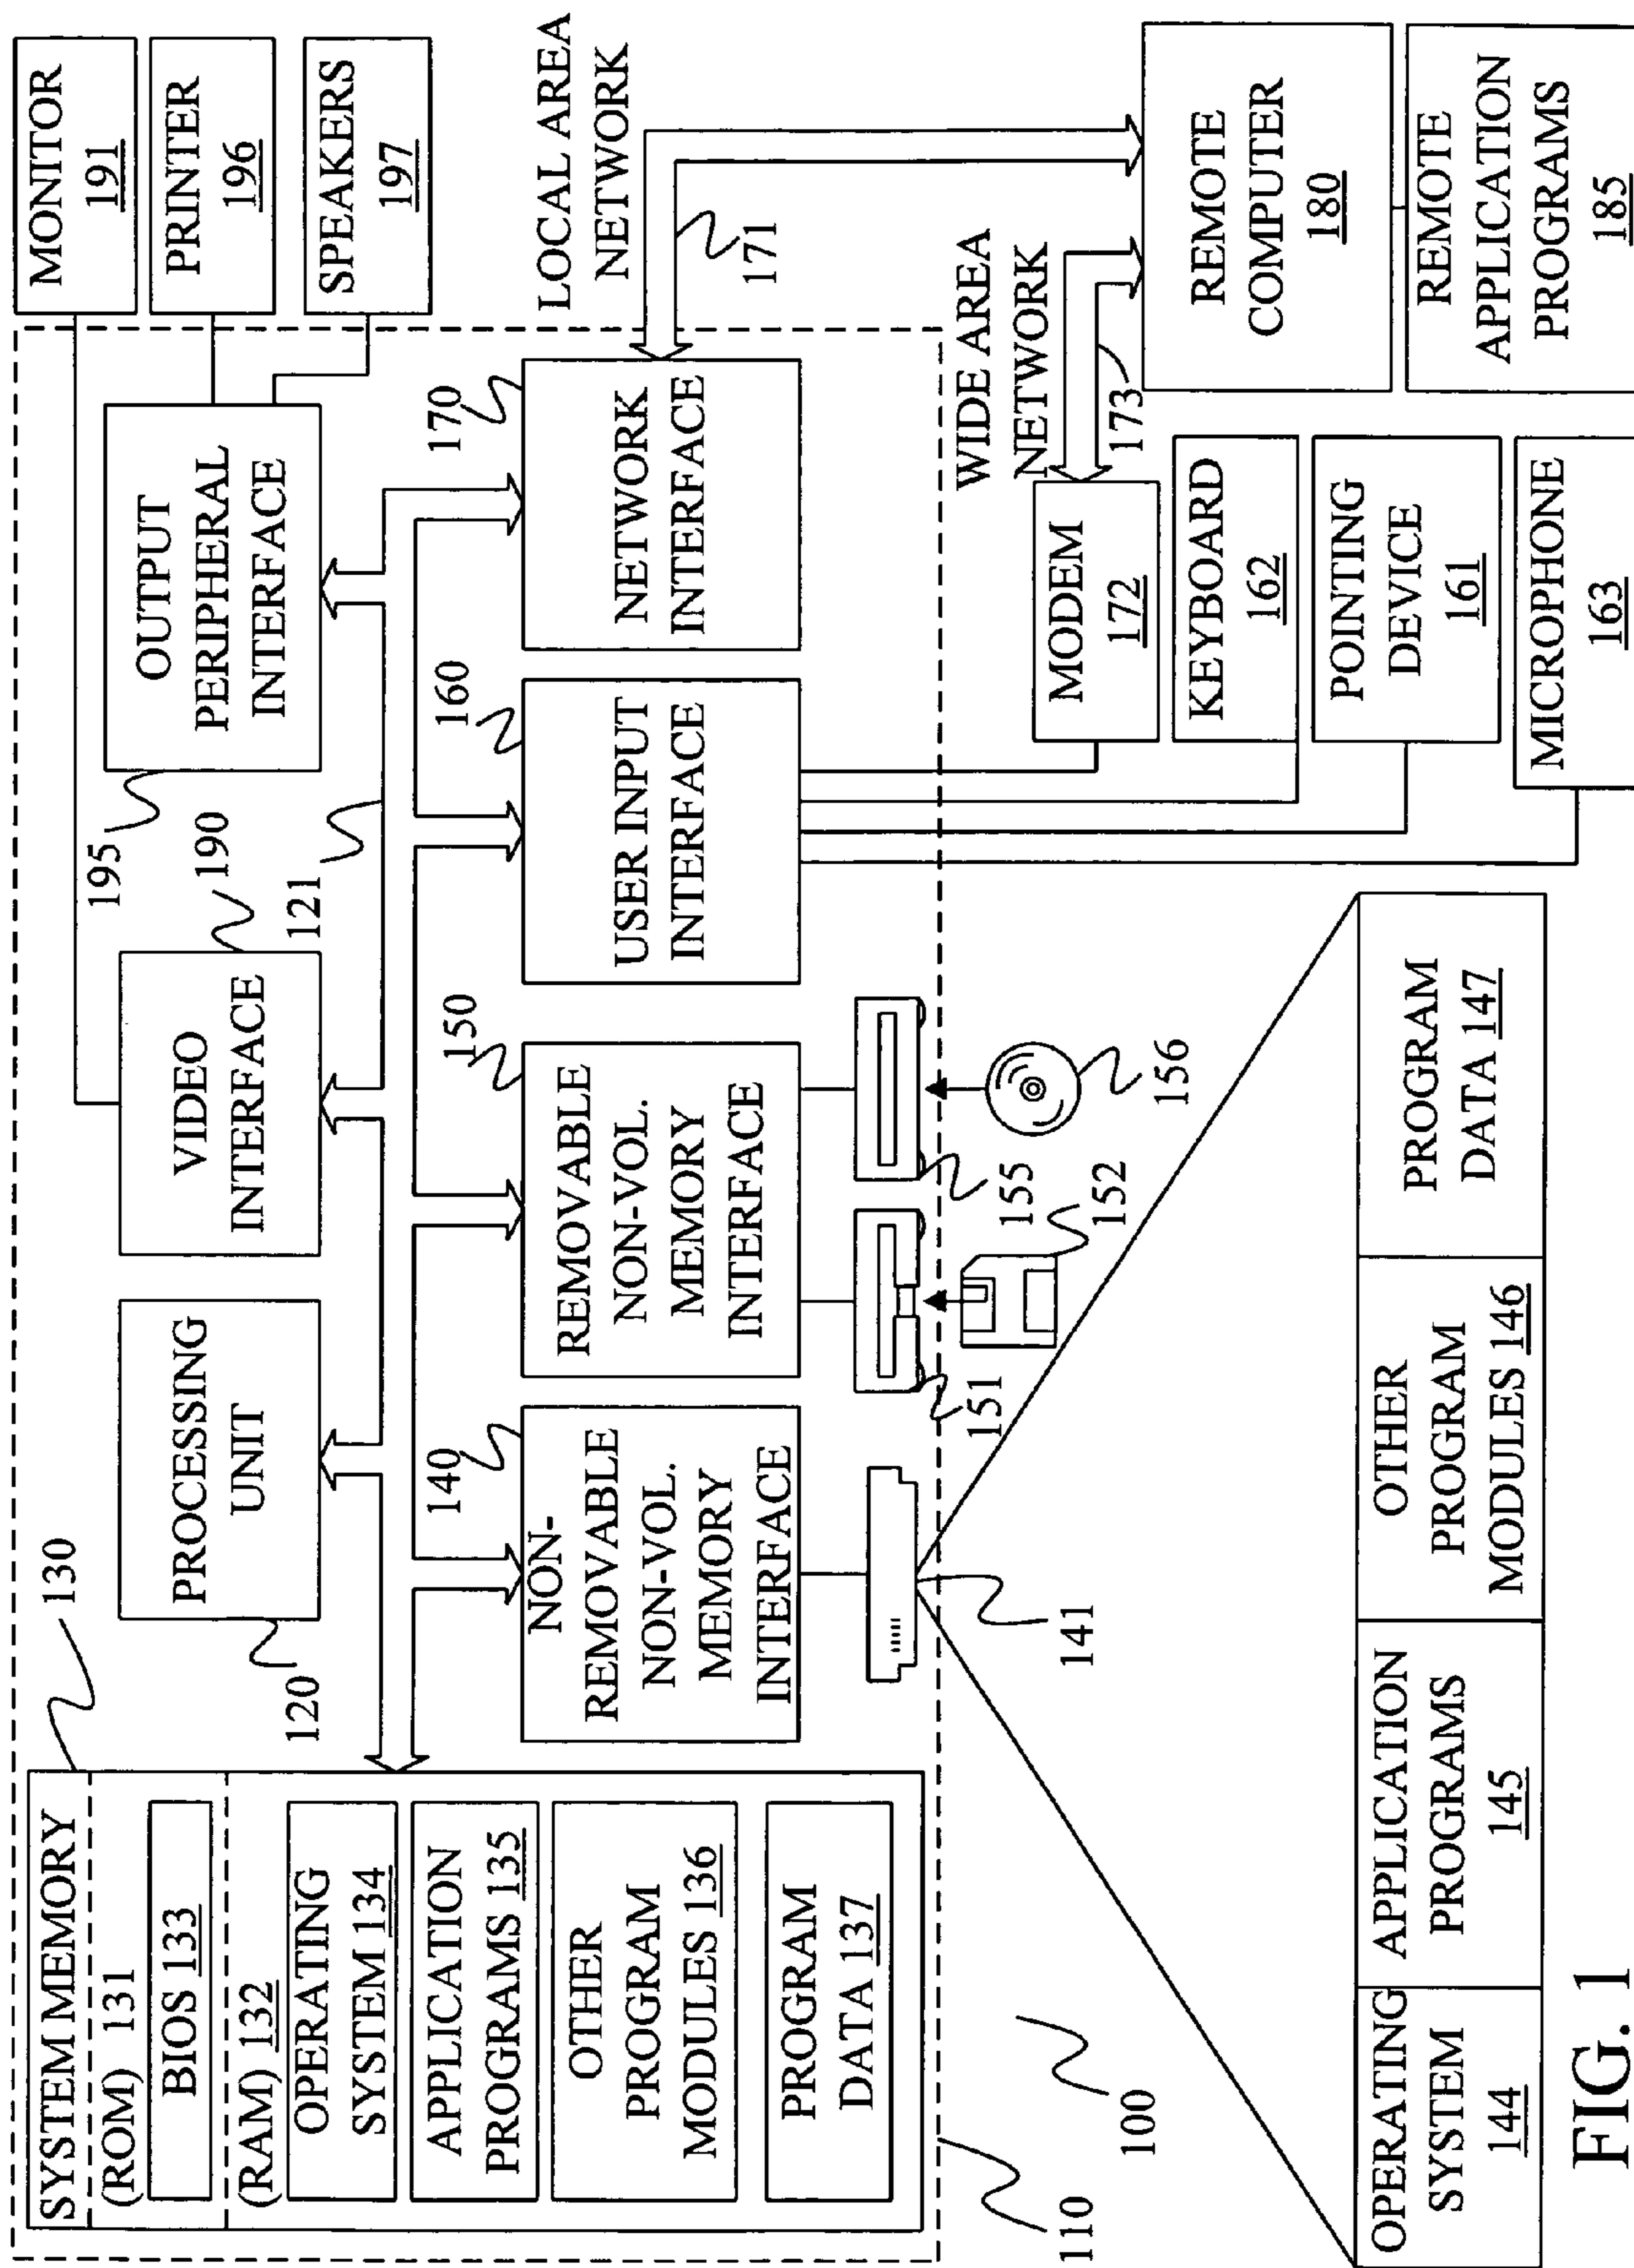 SYSTEM MEMORY
(ROM) 131
BIOS 133
(RAM) 132
OPERATING
SYSTEM 134
APPLICATION
PROGRAMS 135
OTHER
PROGRAM
MODULES 136
PROGRAM
DATA 137
130
120
PROCESSING
UNIT
VIDEO
INTERFACE
190
121
195
OUTPUT
PERIPHERAL
INTERFACE
MONITOR
191
PRINTER
196
SPEAKERS
197
140
NON-
REMOVABLE
NON-VOL.
MEMORY
INTERFACE
150
REMOVABLE
NON-VOL.
MEMORY
INTERFACE
160
USER INPUT
INTERFACE
170
NETWORK
INTERFACE
LOCAL AREA
NETWORK
171
WIDE AREA
NETWORK
173
MODEM
172
KEYBOARD
162
POINTING
DEVICE
161
MICROPHONE
163
REMOTE
COMPUTER
180
REMOTE
APPLICATION
PROGRAMS
185
141
151
152
155
156
110
100
OPERATING
SYSTEM
144
APPLICATION
PROGRAMS
145
OTHER
PROGRAM
MODULES 146
PROGRAM
DATA 147
FIG. 1